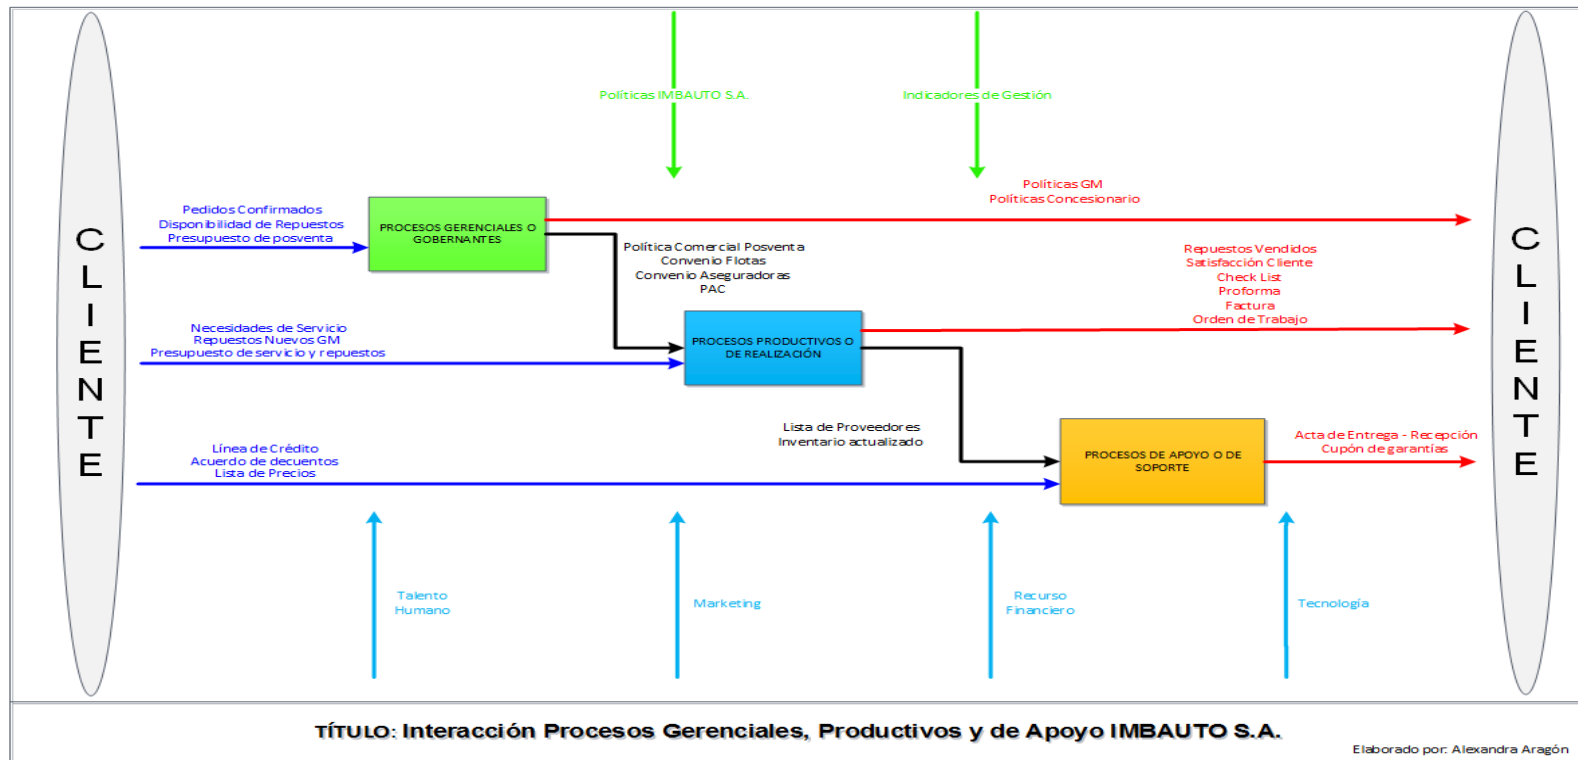 Políticas IMBAUTO S.A.
Indicadores de Gestión
CLIENTE
Pedidos Confirmados
Disponibilidad de Repuestos
Presupuesto de posventa
PROCESOS GERENCIALES O
GOBERNANTES
Políticas GM
Políticas Concesionario
Política Comercial Posventa
Convenio Flotas
Convenio Aseguradoras
PAC
Repuestos Vendidos
Satisfacción Cliente
Check List
Proforma
Factura
Orden de Trabajo
Necesidades de Servicio
Repuestos Nuevos GM
Presupuesto de servicio y repuestos
PROCESOS PRODUCTIVOS O
DE REALIZACIÓN
Lista de Proveedores
Inventario actualizado
Línea de Crédito
Acuerdo de decuentos
Lista de Precios
PROCESOS DE APOYO O DE
SOPORTE
Acta de Entrega - Recepción
Cupón de garantías
CLIENTE
Talento
Humano
Marketing
Recurso
Financiero
Tecnología
TÍTULO: Interacción Procesos Gerenciales, Productivos y de Apoyo IMBAUTO S.A.
Elaborado por: Alexandra Aragón